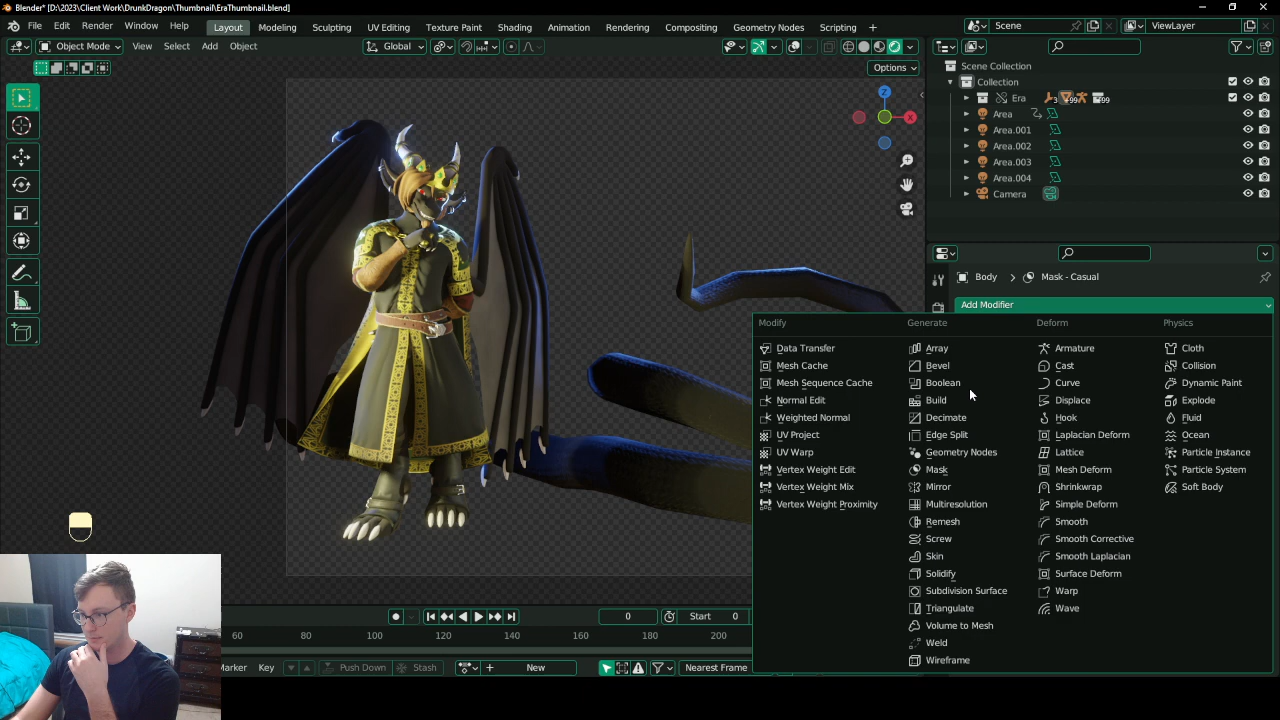 Blender* [D:\2023\Client Work\DrunkDragon\Thumbnail\EraThumbnail.blend]
File Edit Render Window Help Layout Modeling Sculpting UV Editing Texture Paint Shading Animation Rendering Compositing Geometry Nodes Scripting Scene ViewLayer
Object Mode View Select Add Object Global
Options
Scene Collection
Collection
Era 3 99 99
Area
Area.001
Area.002
Area.003
Area.004
Camera
Z
X
Body > Mask - Casual
Add Modifier
Modify Generate Deform Physics
Data Transfer Array Armature Cloth
Mesh Cache Bevel Cast Collision
Mesh Sequence Cache Boolean Curve Dynamic Paint
Normal Edit Build Displace Explode
Weighted Normal Decimate Hook Fluid
UV Project Edge Split Laplacian Deform Ocean
UV Warp Geometry Nodes Lattice Particle Instance
Vertex Weight Edit Mask Mesh Deform Particle System
Vertex Weight Mix Mirror Shrinkwrap Soft Body
Vertex Weight Proximity Multiresolution Simple Deform
Remesh Smooth
Screw Smooth Corrective
Skin Smooth Laplacian
Solidify Surface Deform
Subdivision Surface Warp
Triangulate Wave
Volume to Mesh
Weld
Wireframe
0 Start 0
60 80 100 120 140 160 180 200
Marker Key Push Down Stash New Nearest Frame